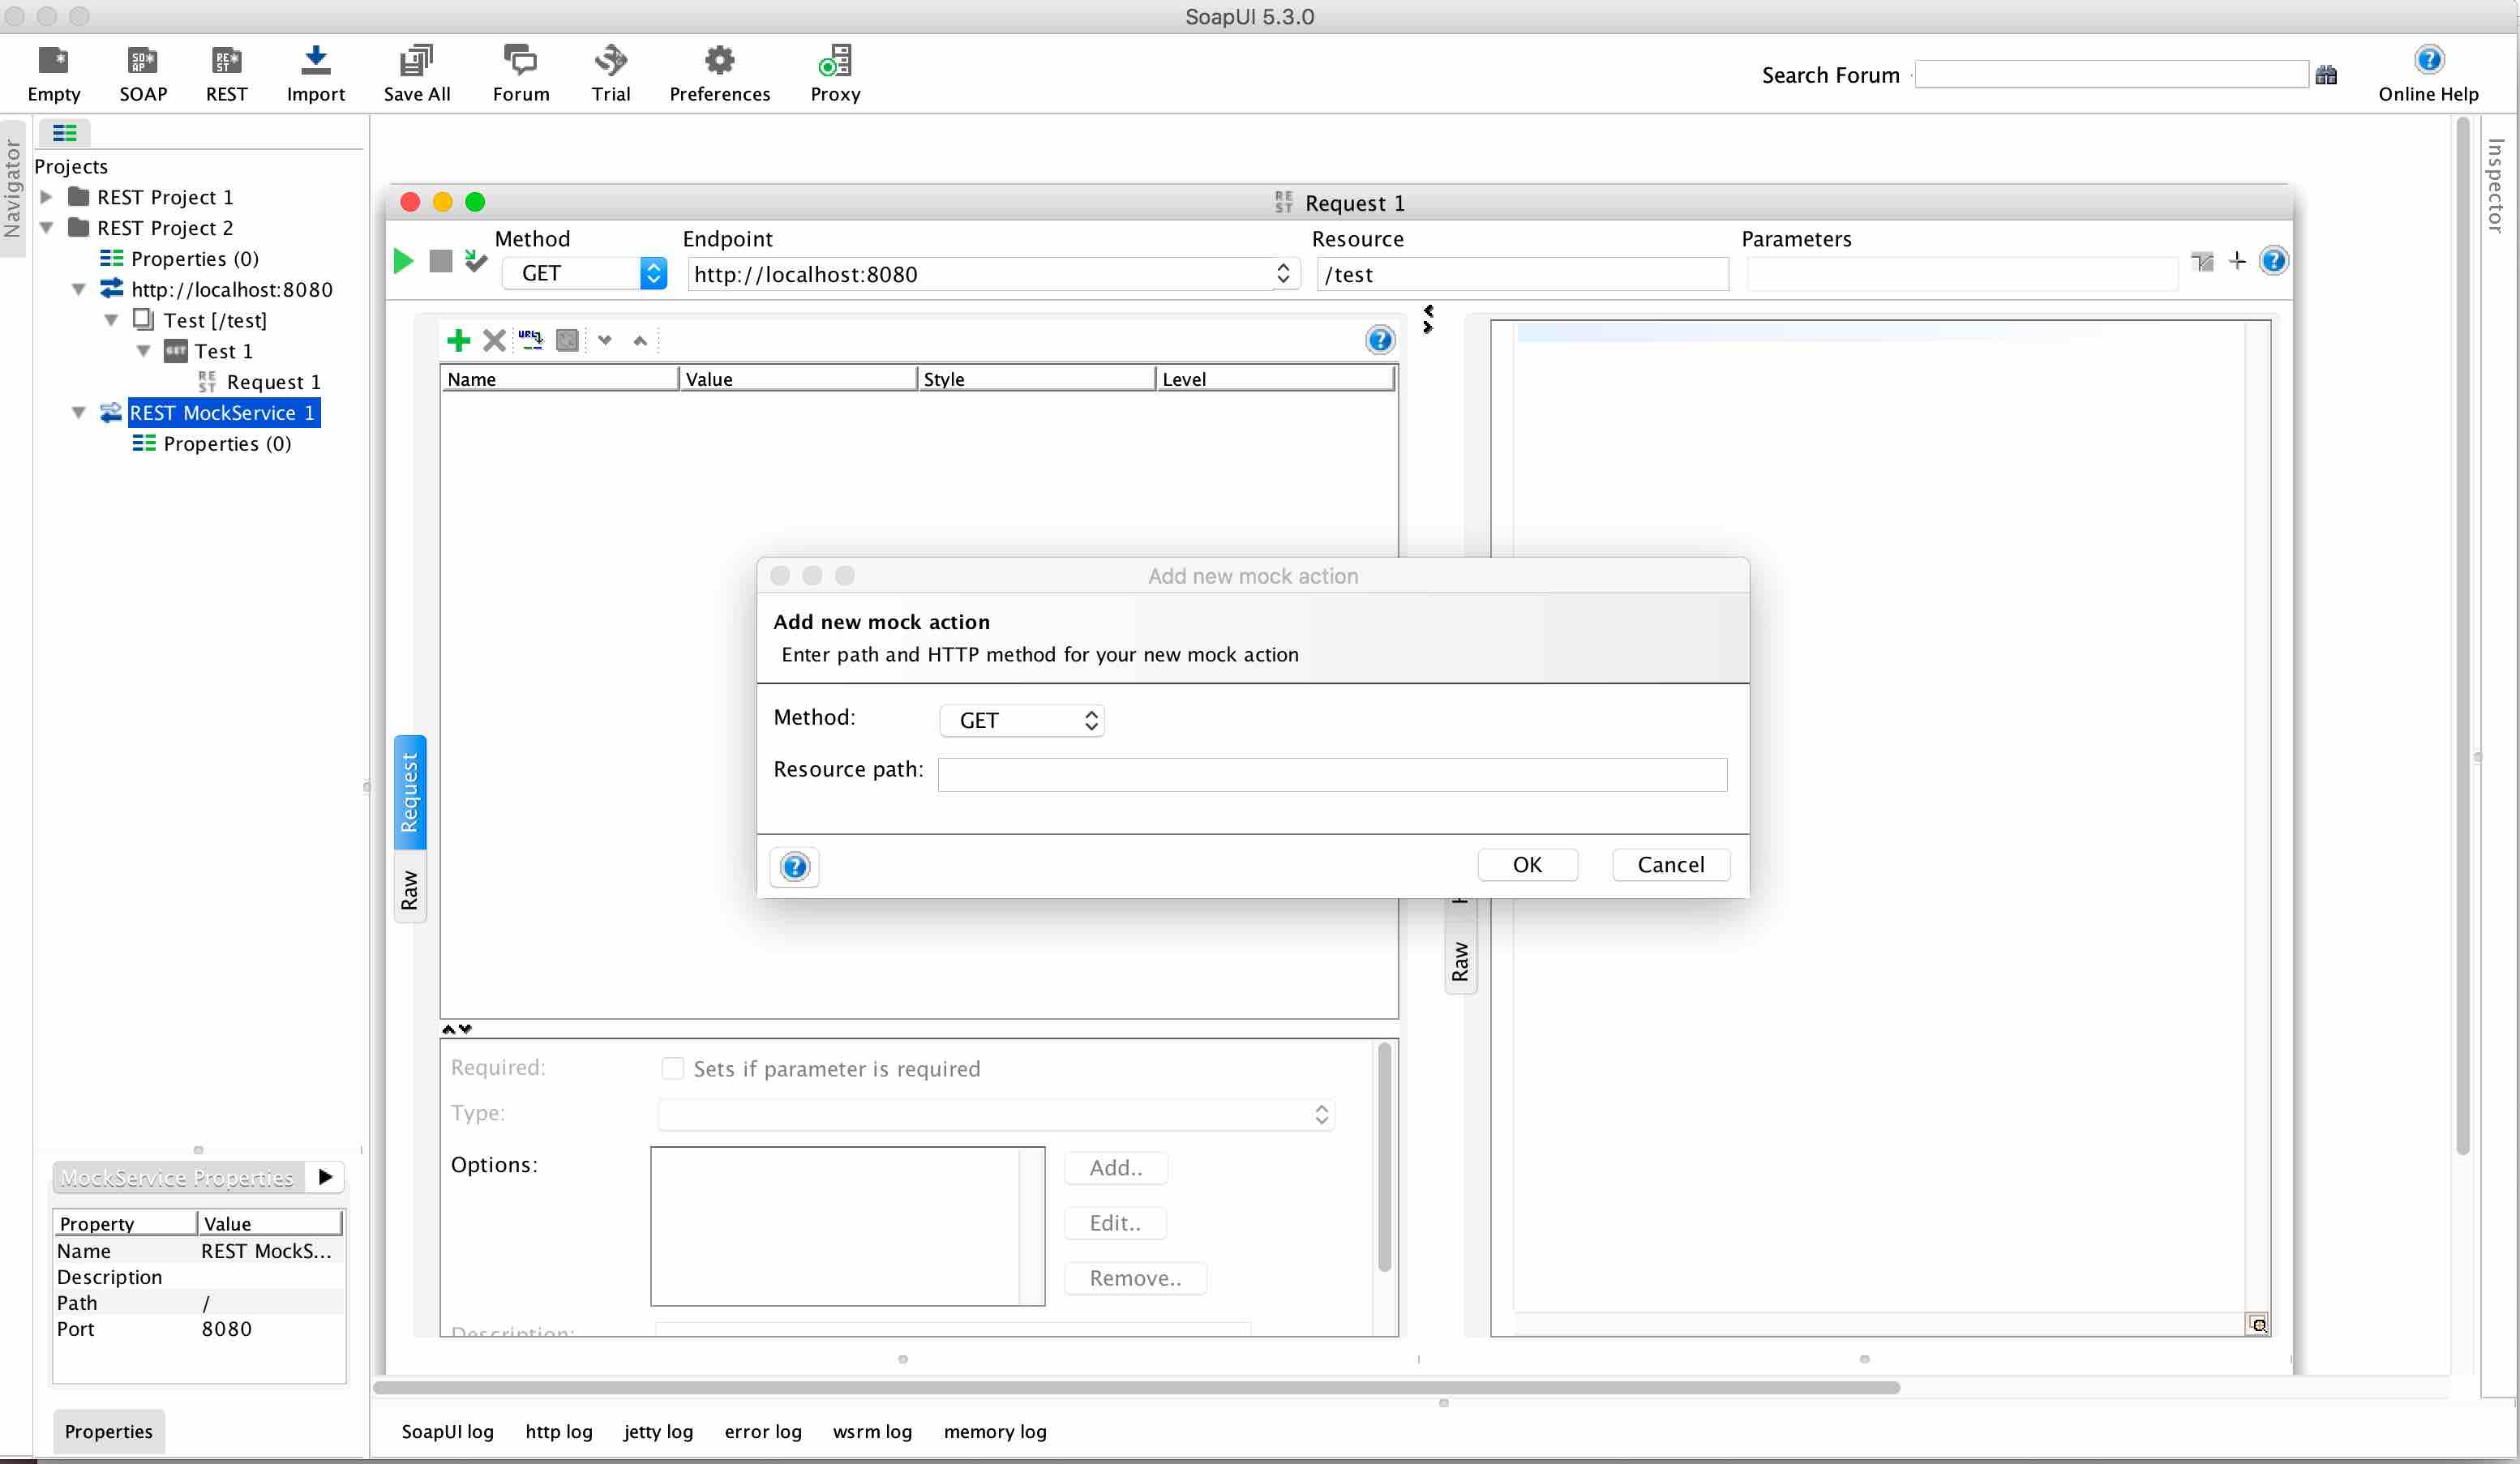 SoapUI 5.3.0
Empty
SOAP
REST
Import
Save All
Forum
Trial
Preferences
Proxy
Search Forum
Online Help
Navigator
Projects
REST Project 1
REST Project 2
Properties (0)
http://localhost:8080
Test [/test]
GET Test 1
REST Request 1
REST MockService 1
Properties (0)
MockService Properties
Property Value
Name REST MockS...
Description
Path /
Port 8080
Properties
REST Request 1
Method Endpoint Resource Parameters
GET http://localhost:8080 /test
Name Value Style Level
Request
Raw
Add new mock action
Add new mock action
Enter path and HTTP method for your new mock action
Method: GET
Resource path:
OK Cancel
Raw
Required: Sets if parameter is required
Type:
Options:
Add..
Edit..
Remove..
Description:
Inspector
SoapUI log http log jetty log error log wsrm log memory log